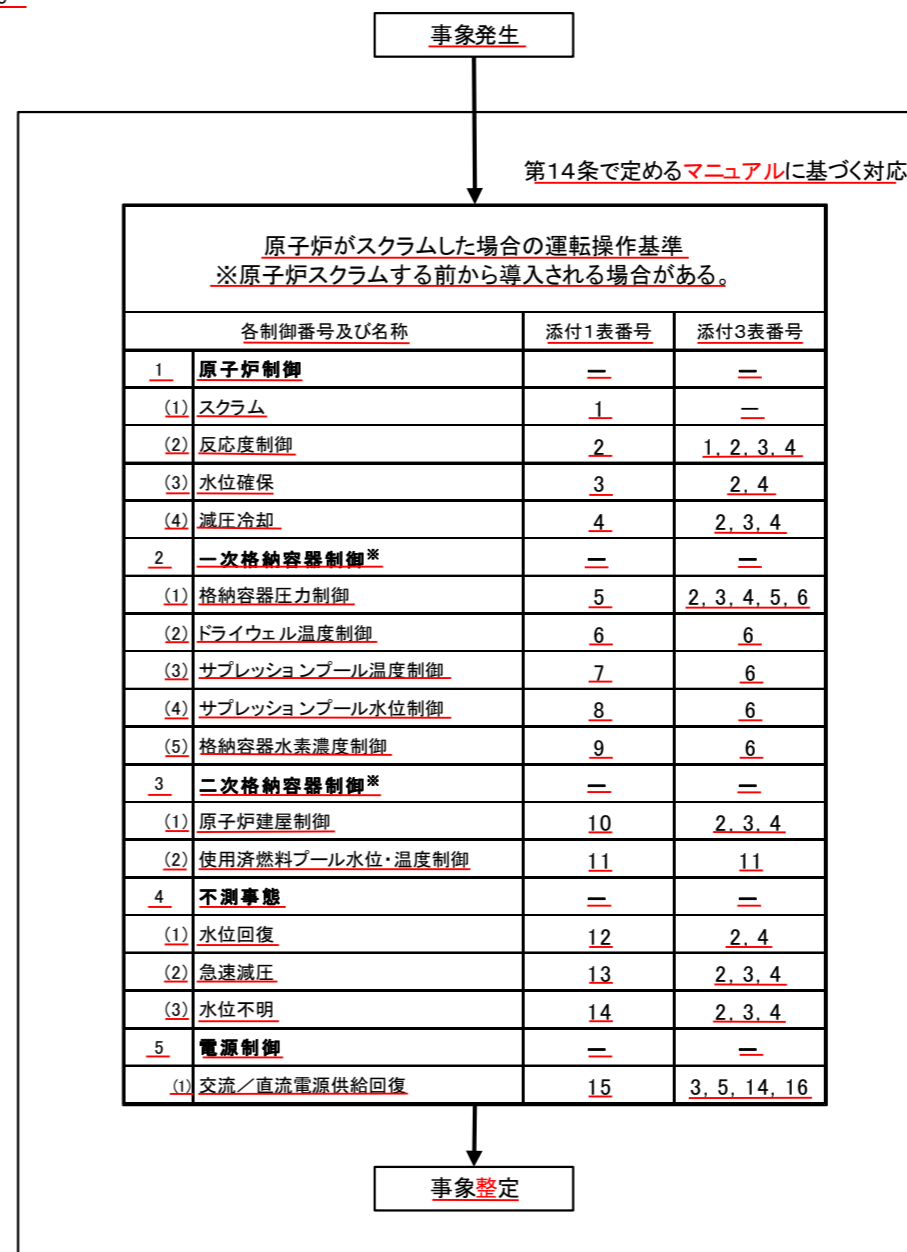 事象発生
第14条で定めるマニュアルに基づく対応
原子炉がスクラムした場合の運転操作基準
※原子炉スクラムする前から導入される場合がある。
各制御番号及び名称 添付1表番号 添付3表番号
1 原子炉制御 － －
(1) スクラム 1 －
(2) 反応度制御 2 1, 2, 3, 4
(3) 水位確保 3 2, 4
(4) 減圧冷却 4 2, 3, 4
2 一次格納容器制御※ － －
(1) 格納容器圧力制御 5 2, 3, 4, 5, 6
(2) ドライウェル温度制御 6 6
(3) サプレッションプール温度制御 7 6
(4) サプレッションプール水位制御 8 6
(5) 格納容器水素濃度制御 9 6
3 二次格納容器制御※ － －
(1) 原子炉建屋制御 10 2, 3, 4
(2) 使用済燃料プール水位・温度制御 11 11
4 不測事態 － －
(1) 水位回復 12 2, 4
(2) 急速減圧 13 2, 3, 4
(3) 水位不明 14 2, 3, 4
5 電源制御 － －
(1) 交流／直流電源供給回復 15 3, 5, 14, 16
事象整定